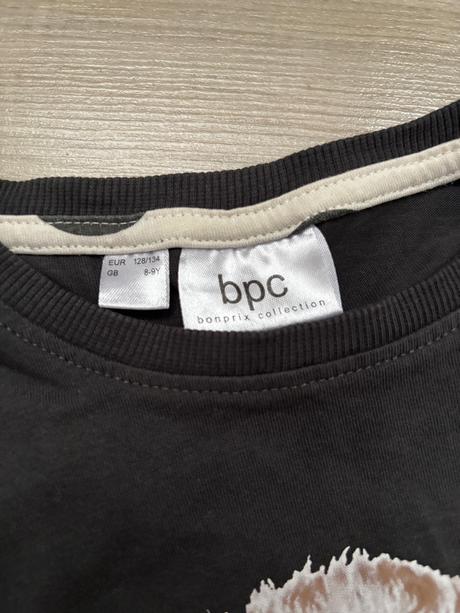 EUR 128/134
GB 8-9Y
bpc
bonprix collection